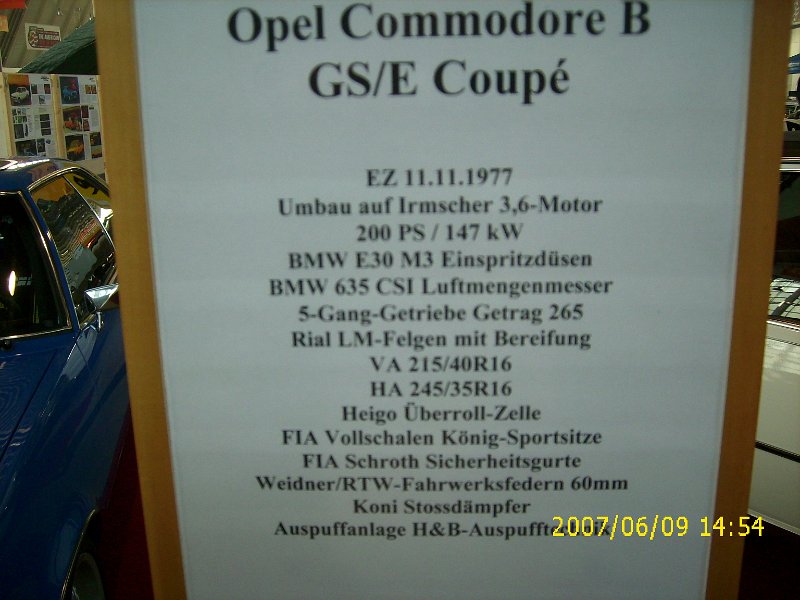 Opel Commodore B
GS/E Coupé
EZ 11.11.1977
Umbau auf Irmscher 3,6-Motor
200 PS / 147 kW
BMW E30 M3 Einspritzdüsen
BMW 635 CSI Luftmengenmesser
5-Gang-Getriebe Getrag 265
Rial LM-Felgen mit Bereifung
VA 215/40R16
HA 245/35R16
Heigo Überroll-Zelle
FIA Vollschalen König-Sportsitze
FIA Schroth Sicherheitsgurte
Weidner/RTW-Fahrwerksfedern 60mm
Koni Stossdämpfer
Auspuffanlage H&B-Auspufftechnik
2007/06/09 14:54